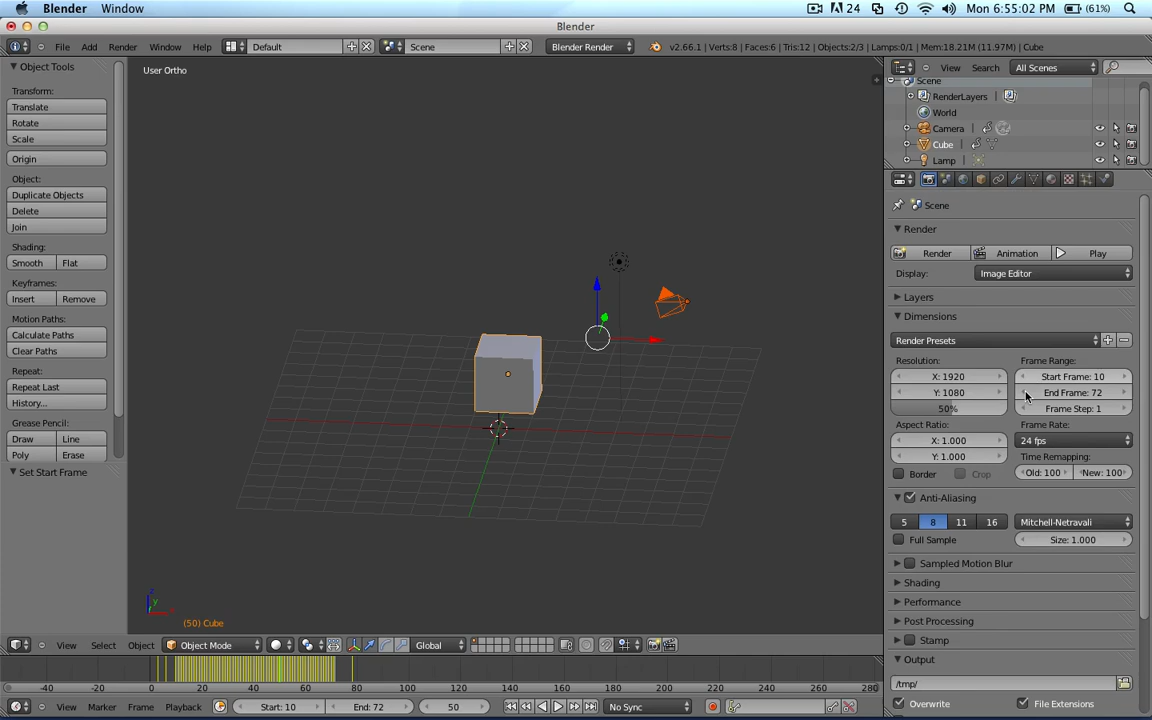 Blender Window
24 Mon 6:55:02 PM (61%)
Blender
File Add Render Window Help Default Scene Blender Render v2.66.1 | Verts:8 | Faces:6 | Tris:12 | Objects:2/3 | Lamps:0/1 | Mem:18.21M (11.97M) | Cube
Object Tools
Transform:
Translate
Rotate
Scale
Origin
Object:
Duplicate Objects
Delete
Join
Shading:
Smooth Flat
Keyframes:
Insert Remove
Motion Paths:
Calculate Paths
Clear Paths
Repeat:
Repeat Last
History...
Grease Pencil:
Draw Line
Poly Erase
Set Start Frame
User Ortho
z
y
x
(50) Cube
View Select Object Object Mode Global
-40 -20 0 20 40 60 80 100 120 140 160 180 200 220 240 260 280
View Marker Frame Playback Start: 10 End: 72 50 No Sync
View Search All Scenes
Scene
RenderLayers
World
Camera
Cube
Lamp
Scene
Render
Render Animation Play
Display: Image Editor
Layers
Dimensions
Render Presets
Resolution: Frame Range:
X: 1920 Start Frame: 10
Y: 1080 End Frame: 72
50% Frame Step: 1
Aspect Ratio: Frame Rate:
X: 1.000 24 fps
Y: 1.000 Time Remapping:
Border Crop Old: 100 New: 100
Anti-Aliasing
5 8 11 16 Mitchell-Netravali
Full Sample Size: 1.000
Sampled Motion Blur
Shading
Performance
Post Processing
Stamp
Output
/tmp/
Overwrite File Extensions